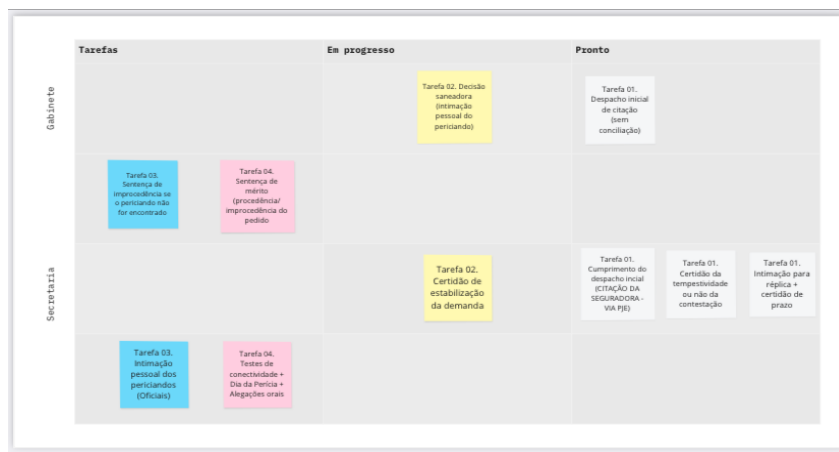 Tarefas
Em progresso
Pronto
Gabinete
Tarefa 02. Decisão
saneadora
(intimação
pessoal do
periciando)
Tarefa 01.
Despacho inicial
de citação
(sem
conciliação)
Tarefa 03.
Sentença de
improcedência se
o periciando não
for encontrado
Tarefa 04.
Sentença de
mérito
(procedência/
improcedência do
pedido
Secretaria
Tarefa 02.
Certidão de
estabilização
da demanda
Tarefa 01.
Cumprimento do
despacho incial
(CITAÇÃO DA
SEGURADORA -
VIA PJE)
Tarefa 01.
Certidão da
tempestividade
ou não da
contestação
Tarefa 01.
Intimação para
réplica +
certidão de
prazo
Tarefa 03.
Intimação
pessoal dos
periciandos
(Oficiais)
Tarefa 04.
Testes de
conectividade +
Dia da Perícia +
Alegações orais